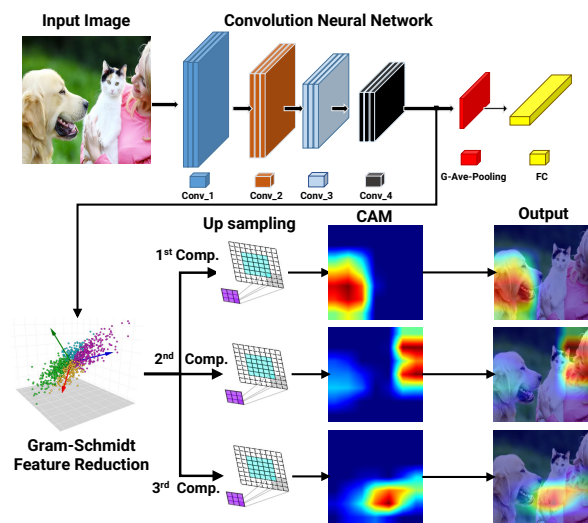 Input Image
Convolution Neural Network
G-Ave-Pooling
FC
Conv_1
Conv_2
Conv_3
Conv_4
Up sampling
CAM
Output
1st Comp.
2nd Comp.
3rd Comp.
Gram-Schmidt
Feature Reduction